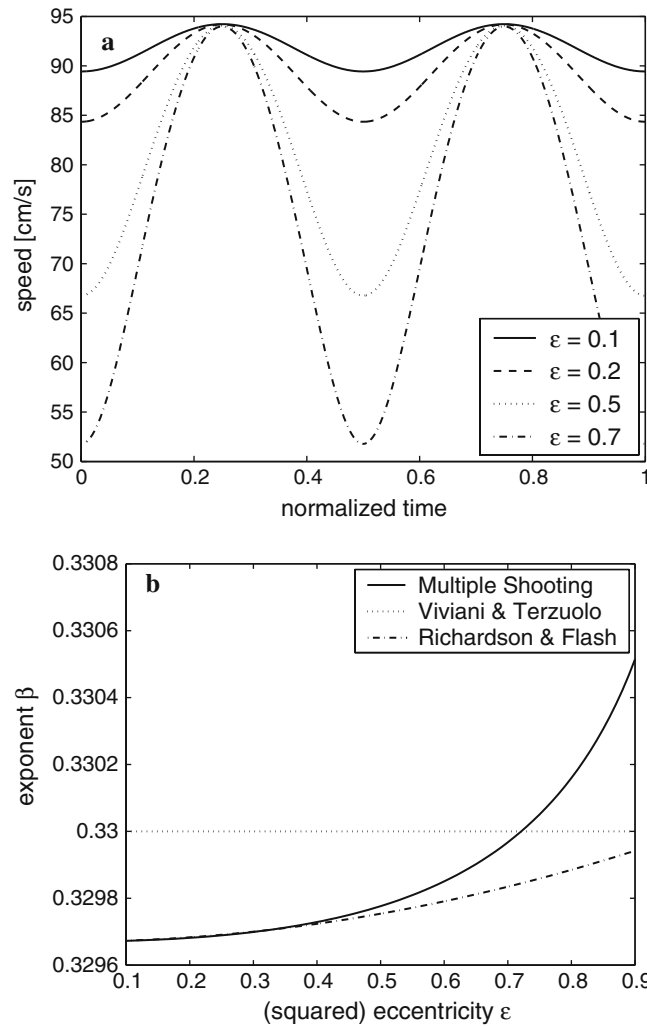 a
95
90
85
80
75
70
65
60
55
50
speed [cm/s]
ε = 0.1
ε = 0.2
ε = 0.5
ε = 0.7
0 0.2 0.4 0.6 0.8 1
normalized time
b
0.3308
0.3306
0.3304
0.3302
0.33
0.3298
0.3296
exponent β
Multiple Shooting
Viviani & Terzuolo
Richardson & Flash
0.1 0.2 0.3 0.4 0.5 0.6 0.7 0.8 0.9
(squared) eccentricity ε